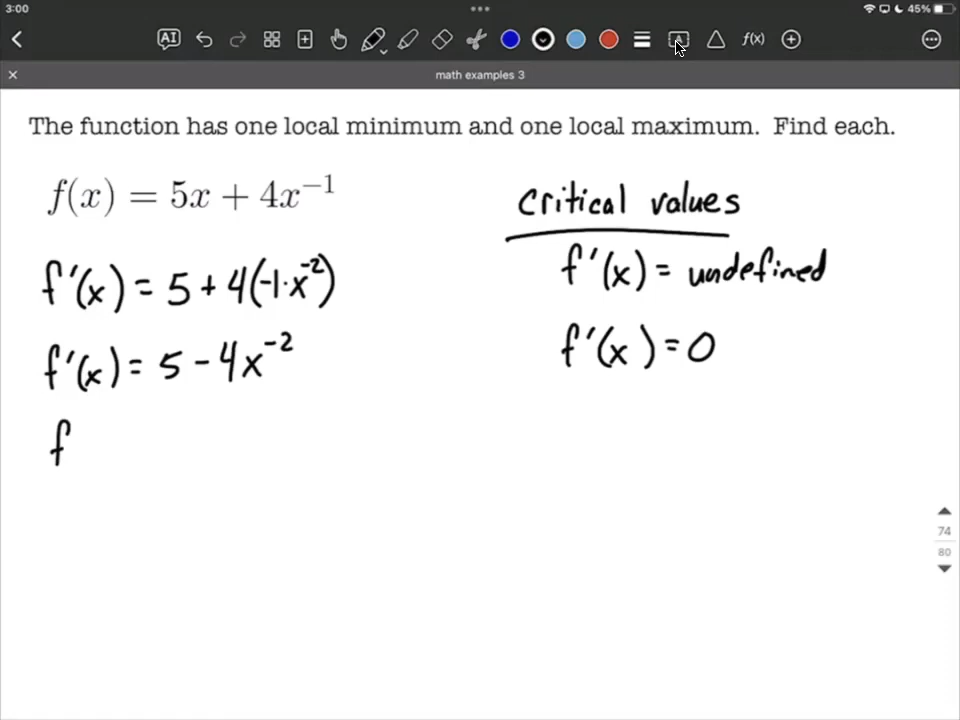 3:00
45%
AI
A
f(x)
math examples 3
The function has one local minimum and one local maximum. Find each.
f(x) = 5x + 4x⁻¹
f'(x) = 5 + 4(-1·x⁻²)
f'(x) = 5 - 4x⁻²
f
critical values
f'(x) = undefined
f'(x) = 0
74
80